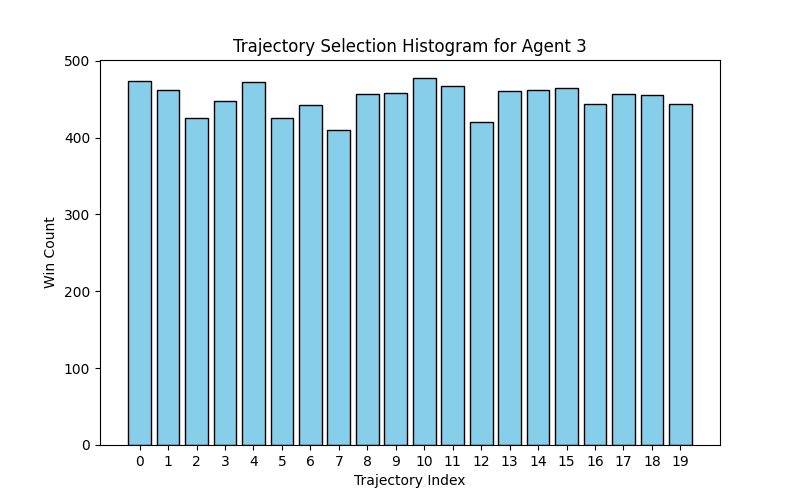 Trajectory Selection Histogram for Agent 3
500
400
300
200
100
0
Win Count
0 1 2 3 4 5 6 7 8 9 10 11 12 13 14 15 16 17 18 19
Trajectory Index